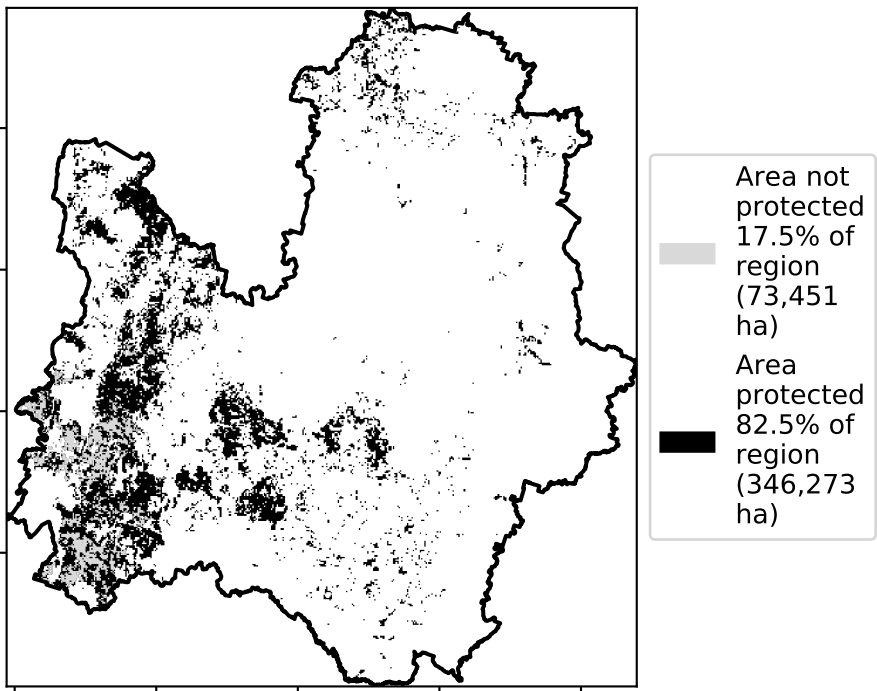 Area not
protected
17.5% of
region
(73,451
ha)
Area
protected
82.5% of
region
(346,273
ha)